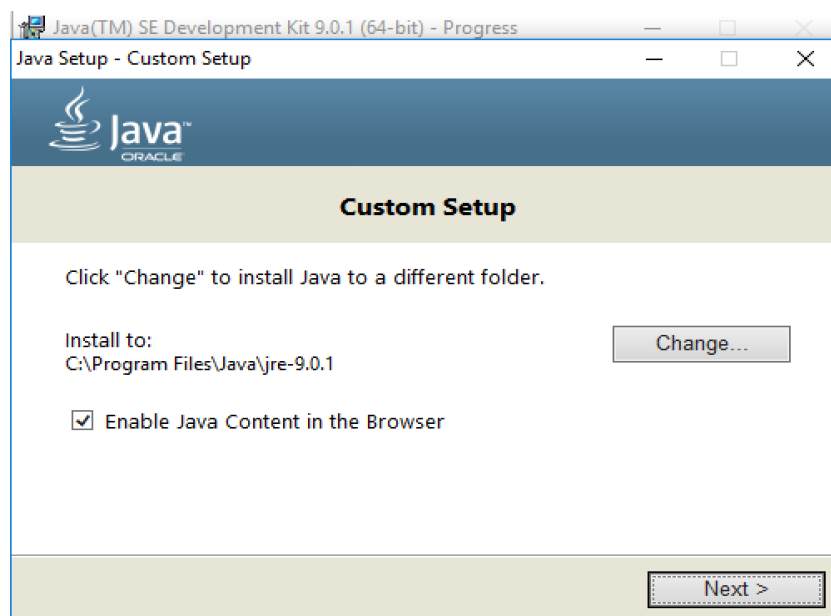 Java(TM) SE Development Kit 9.0.1 (64-bit) - Progress
Java Setup - Custom Setup
Java™
ORACLE
Custom Setup
Click "Change" to install Java to a different folder.
Install to:
C:\Program Files\Java\jre-9.0.1
Change...
Enable Java Content in the Browser
Next >